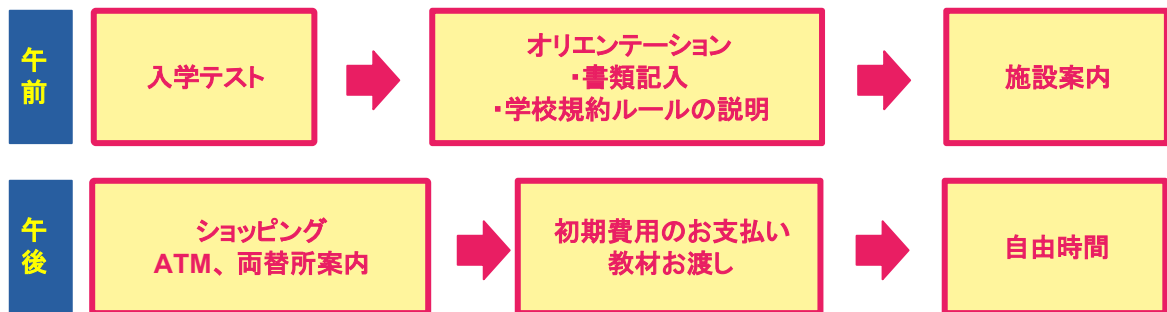 午前
入学テスト
オリエンテーション
・書類記入
・学校規約ルールの説明
施設案内
午後
ショッピング
ATM、両替所案内
初期費用のお支払い
教材お渡し
自由時間